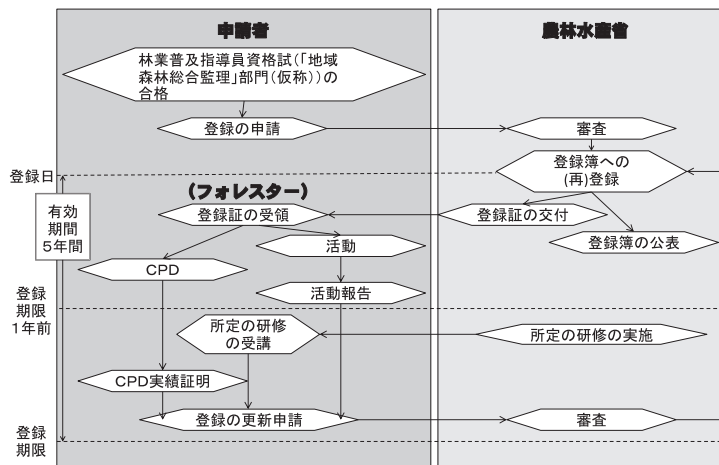 申請者
農林水産省
林業普及指導員資格試(「地域
森林総合監理」部門(仮称))の
合格
登録の申請
審査
登録日
登録簿への
(再)登録
(フォレスター)
有効
期間
5年間
登録証の受領
登録証の交付
活動
登録簿の公表
CPD
登録
期限
1年前
活動報告
所定の研修
の受講
所定の研修の実施
CPD実績証明
登録の更新申請
審査
登録
期限